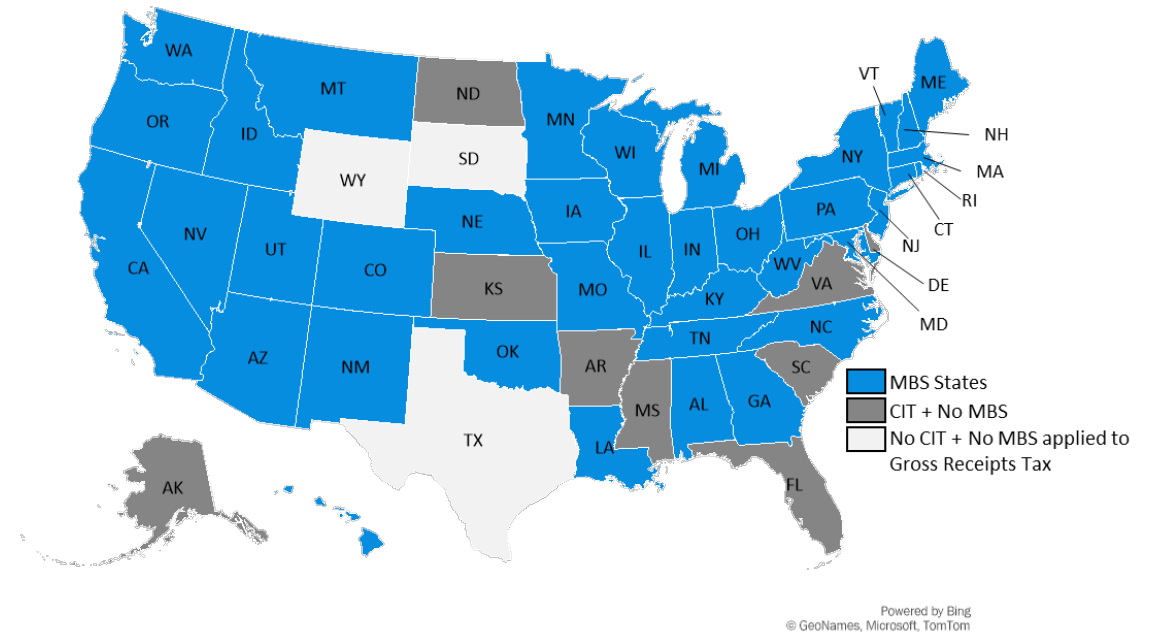 WA
MT
ND
MN
VT
ME
OR
ID
SD
WI
MI
NY
NH
WY
MA
NE
IA
PA
RI
NV
UT
CO
IL
IN
OH
NJ
CT
CA
KS
MO
WV
KY
VA
DE
MD
AZ
NM
OK
AR
TN
NC
SC
MS
AL
GA
MBS States
CIT + No MBS
TX
LA
No CIT + No MBS applied to
Gross Receipts Tax
AK
FL
Powered by Bing
© GeoNames, Microsoft, TomTom